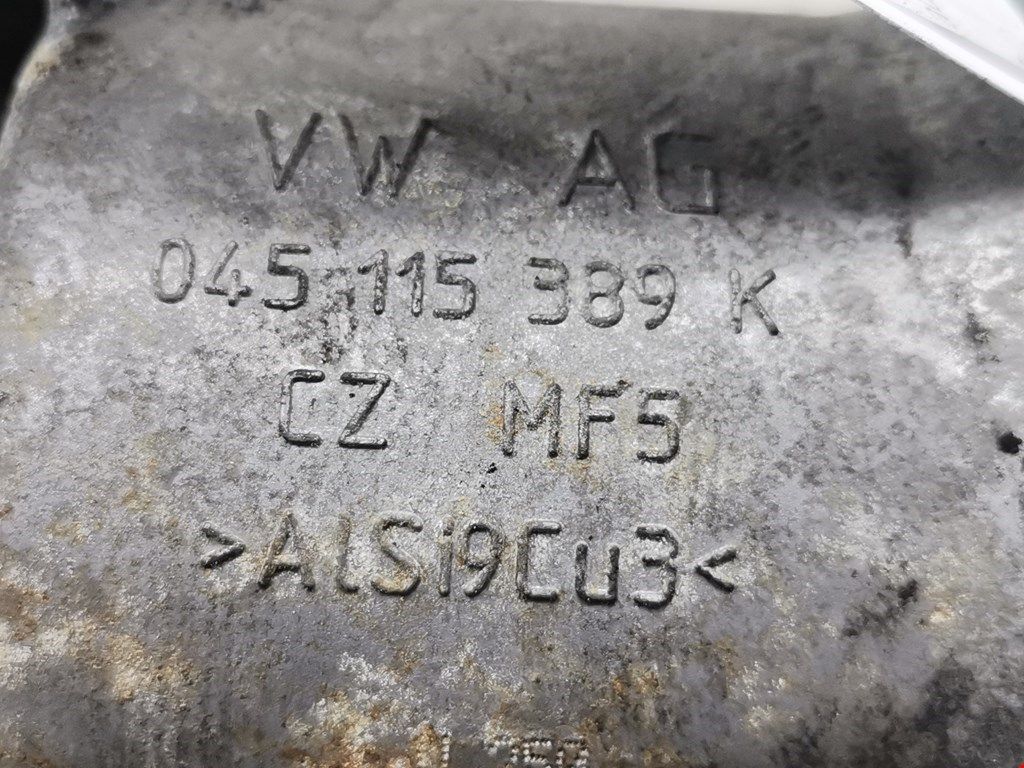 VW AG
045 115 389 K
CZ MF5
>AlSi9Cu3<